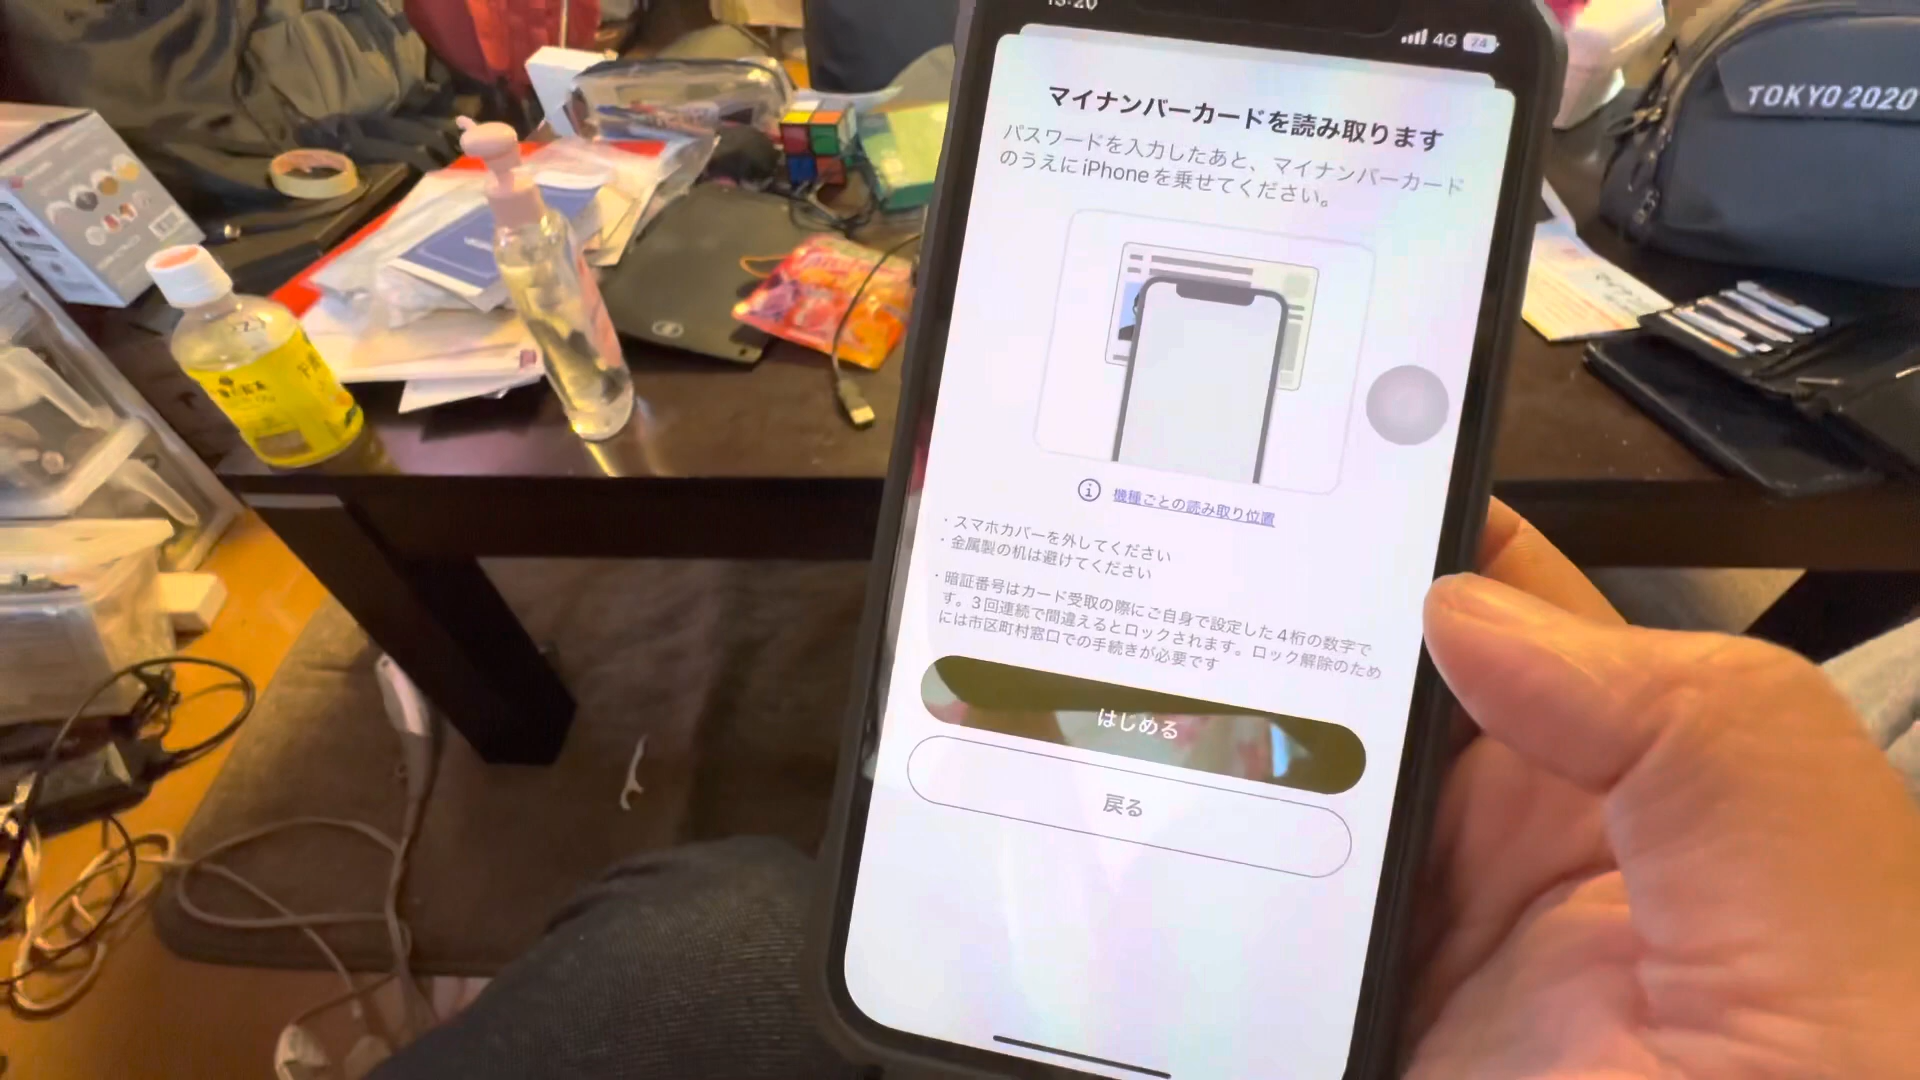 4G 74
マイナンバーカードを読み取ります
パスワードを入力したあと、マイナンバーカード
のうえにiPhoneを乗せてください。
機種ごとの読み取り位置
・スマホカバーを外してください
・金属製の机は避けてください
・暗証番号はカード受取の際にご自身で設定した4桁の数字で
す。3回連続で間違えるとロックされます。ロック解除のため
には市区町村窓口での手続きが必要です
はじめる
戻る
TOKYO 2020